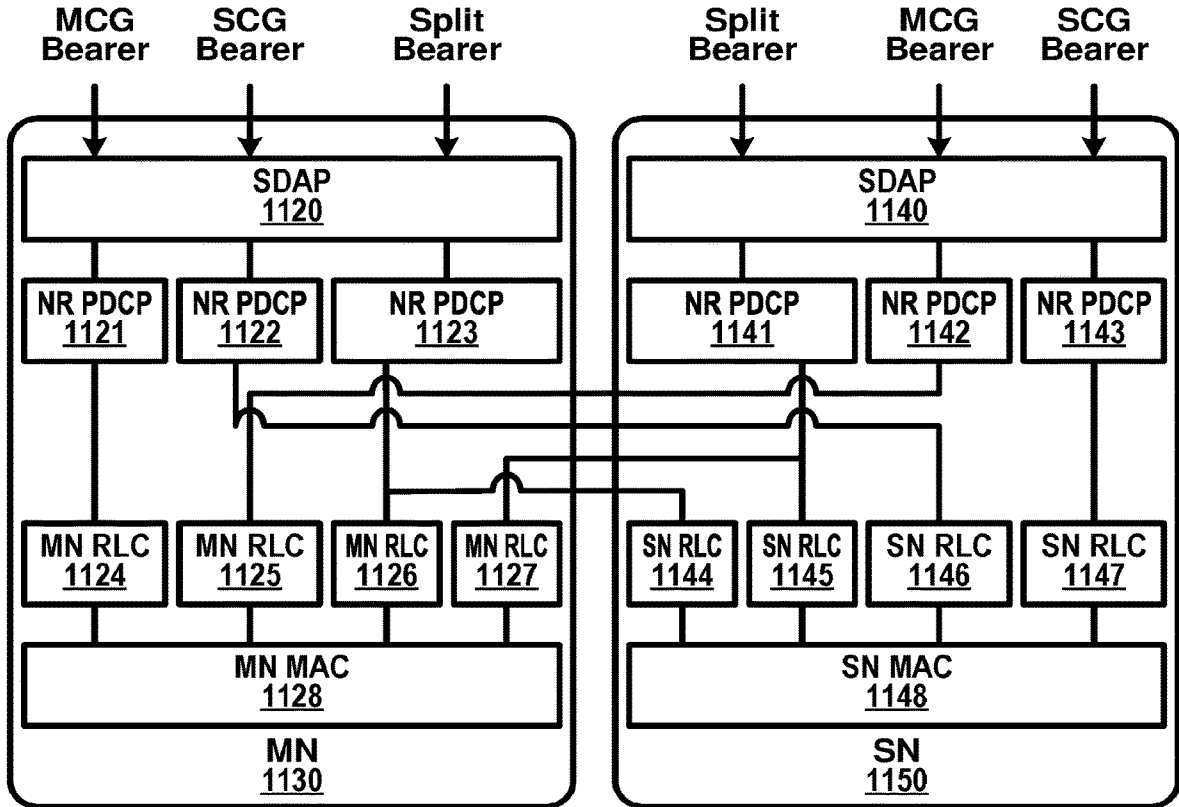 MCG Bearer
SCG Bearer
Split Bearer
Split Bearer
MCG Bearer
SCG Bearer
SDAP
1120
SDAP
1140
NR PDCP
1121
NR PDCP
1122
NR PDCP
1123
NR PDCP
1141
NR PDCP
1142
NR PDCP
1143
MN RLC
1124
MN RLC
1125
MN RLC
1126
MN RLC
1127
SN RLC
1144
SN RLC
1145
SN RLC
1146
SN RLC
1147
MN MAC
1128
SN MAC
1148
MN
1130
SN
1150